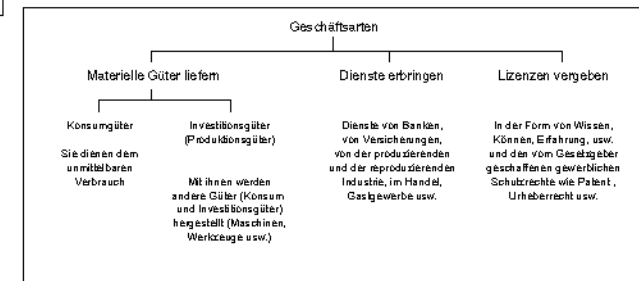 Geschäftsarten
Materielle Güter liefern
Dienste erbringen
Lizenzen vergeben
Konsumgüter
Sie dienen dem
unmittelbaren
Verbrauch
Investitionsgüter
(Produktionsgüter)
Mit ihnen werden
andere Güter (Konsum
und Investitionsgüter)
hergestellt (Maschinen,
Werkzeuge usw.)
Dienste von Banken,
von Versicherungen,
von der produzierenden
und der reproduzierenden
Industrie, im Handel,
Gastgewerbe usw.
In der Form von Wissen,
Können, Erfahrung, usw.
und den vom Gesetzgeber
geschaffenen gewerblichen
Schutzrechte wie Patent ,
Urheberrecht usw.